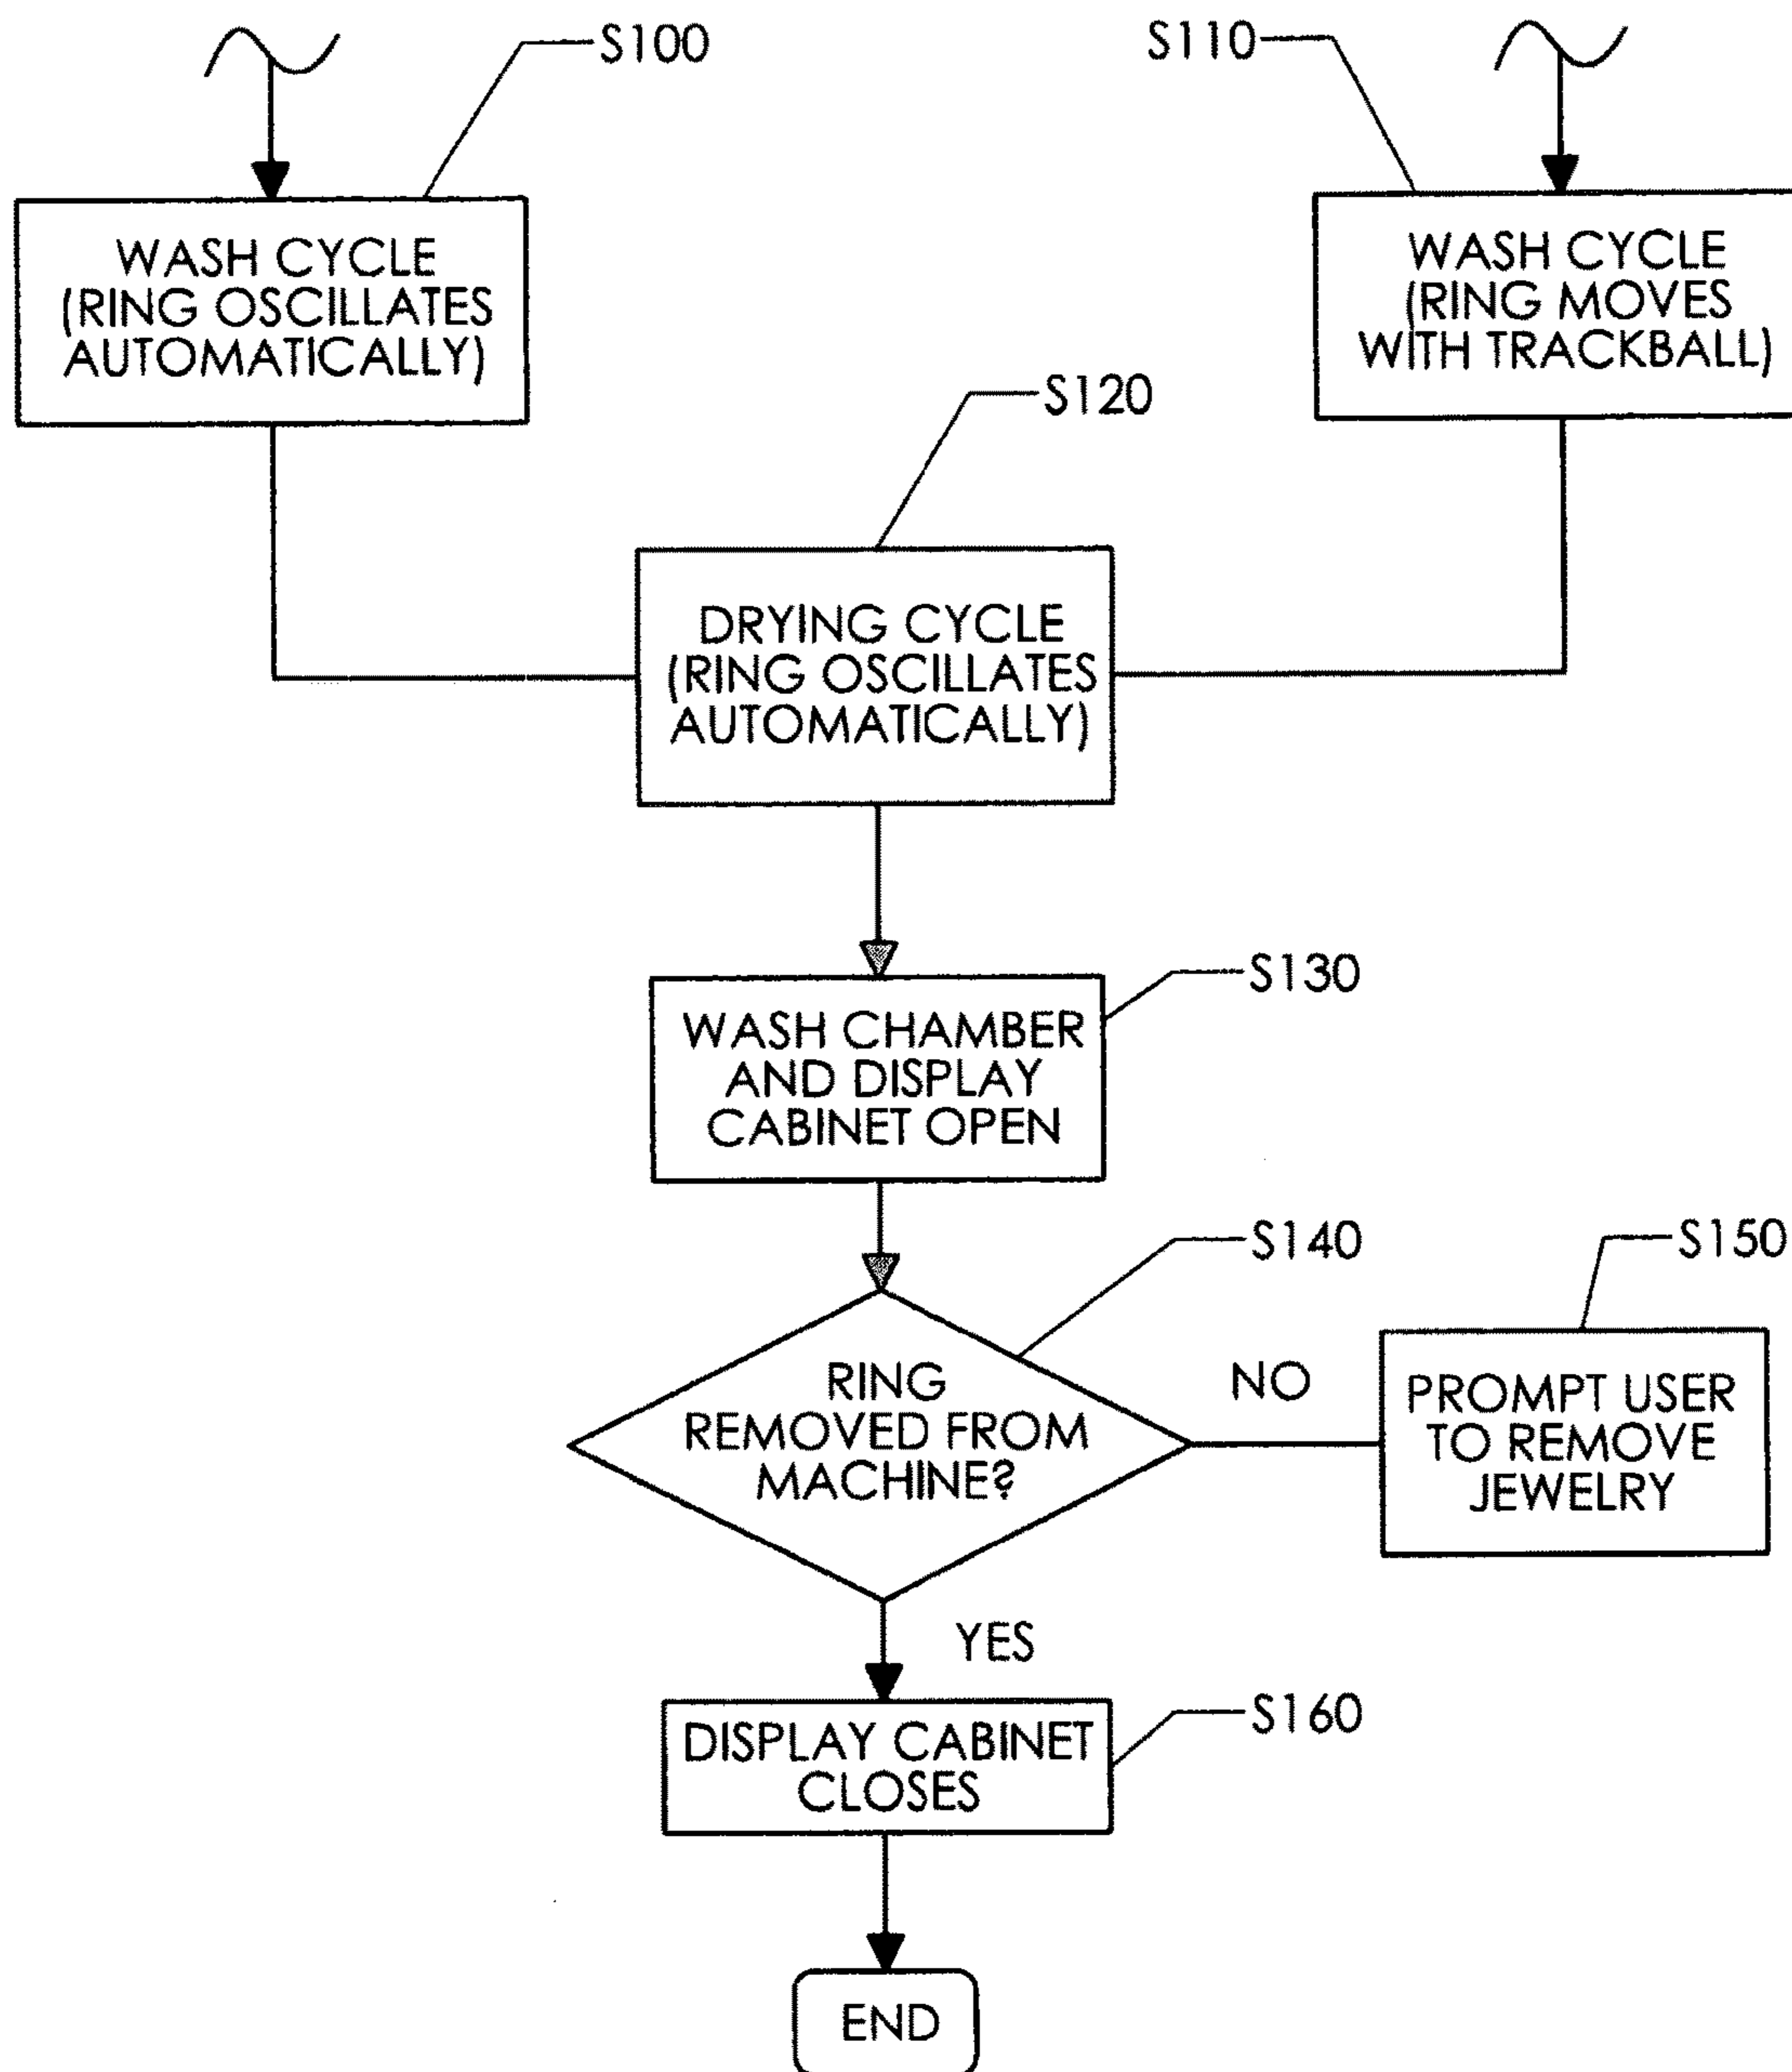 S100
S110
WASH CYCLE
(RING OSCILLATES
AUTOMATICALLY)
WASH CYCLE
(RING MOVES
WITH TRACKBALL)
S120
DRYING CYCLE
(RING OSCILLATES
AUTOMATICALLY)
S130
WASH CHAMBER
AND DISPLAY
CABINET OPEN
S140
S150
RING
REMOVED FROM
MACHINE?
NO
PROMPT USER
TO REMOVE
JEWELRY
YES
S160
DISPLAY CABINET
CLOSES
END